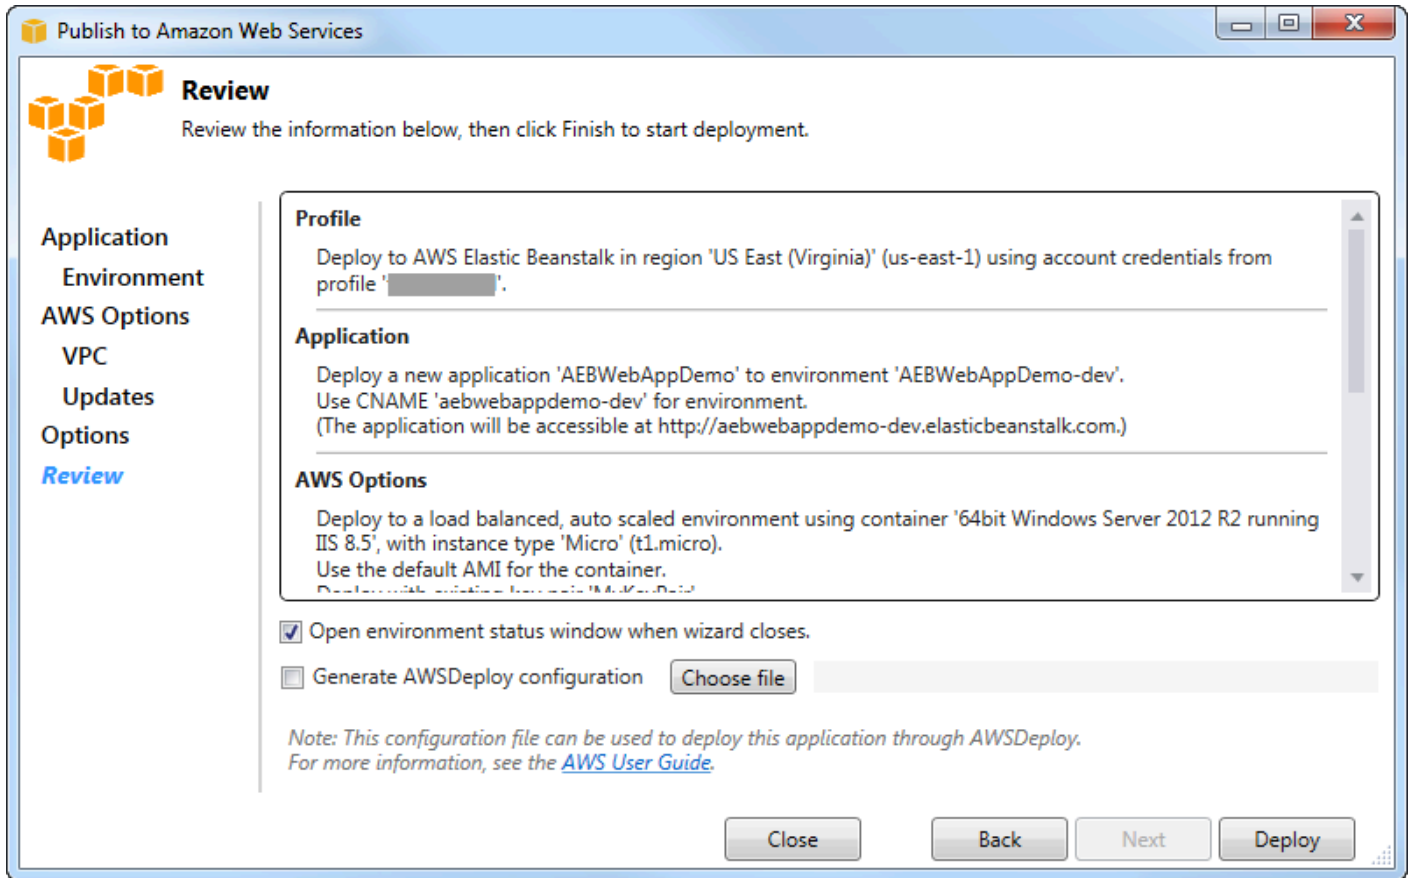 Publish to Amazon Web Services
Review
Review the information below, then click Finish to start deployment.
Application
Environment
AWS Options
VPC
Updates
Options
Review
Profile
Deploy to AWS Elastic Beanstalk in region 'US East (Virginia)' (us-east-1) using account credentials from
profile ' '.
Application
Deploy a new application 'AEBWebAppDemo' to environment 'AEBWebAppDemo-dev'.
Use CNAME 'aebwebappdemo-dev' for environment.
(The application will be accessible at http://aebwebappdemo-dev.elasticbeanstalk.com.)
AWS Options
Deploy to a load balanced, auto scaled environment using container '64bit Windows Server 2012 R2 running
IIS 8.5', with instance type 'Micro' (t1.micro).
Use the default AMI for the container.
Deploy with existing key pair 'MyKeyPair'
Open environment status window when wizard closes.
Generate AWSDeploy configuration Choose file
Note: This configuration file can be used to deploy this application through AWSDeploy.
For more information, see the AWS User Guide.
Close Back Next Deploy